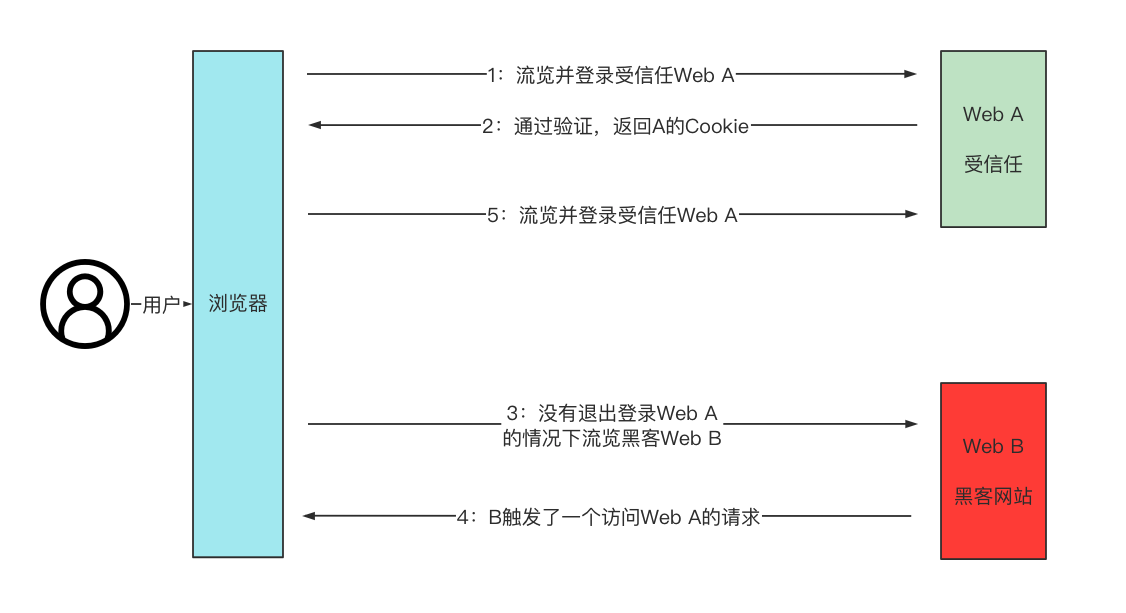 1：流览并登录受信任Web A
2：通过验证，返回A的Cookie
Web A
受信任
5：流览并登录受信任Web A
用户
浏览器
3：没有退出登录Web A
的情况下流览黑客Web B
Web B
黑客网站
4：B触发了一个访问Web A的请求